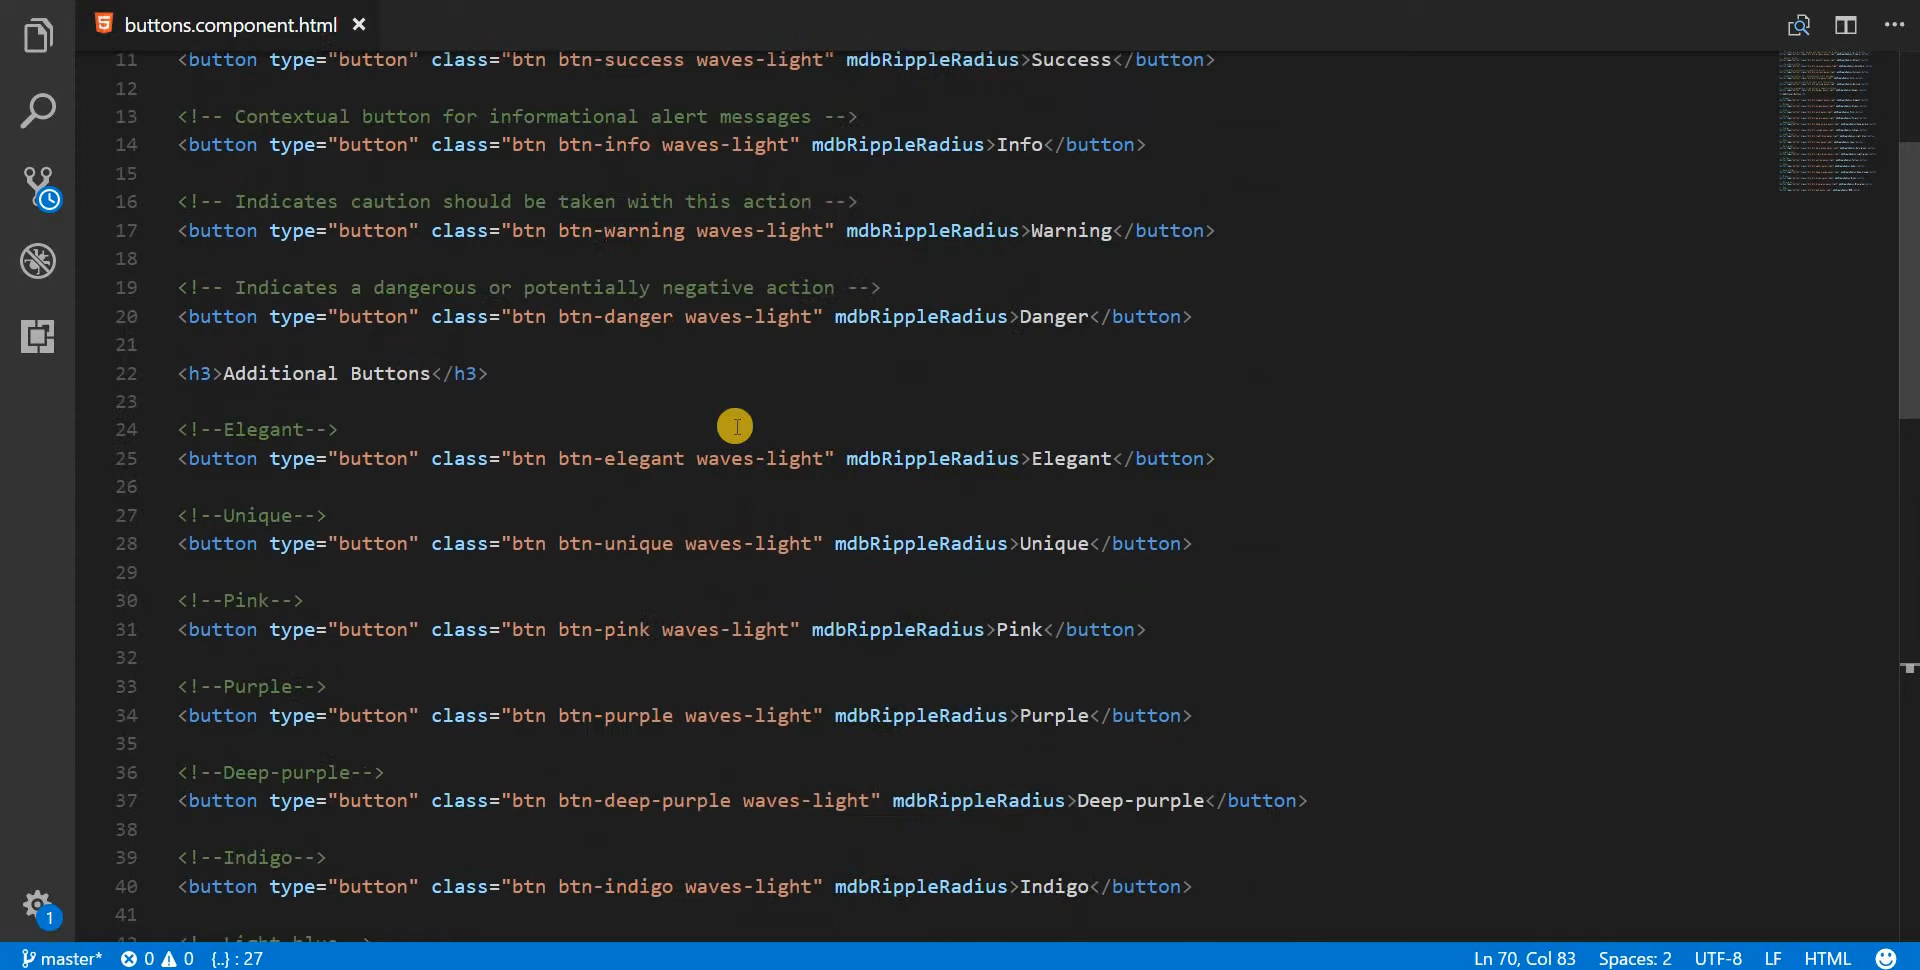 buttons.component.html
11 <button type="button" class="btn btn-success waves-light" mdbRippleRadius>Success</button>
12
13 <!-- Contextual button for informational alert messages -->
14 <button type="button" class="btn btn-info waves-light" mdbRippleRadius>Info</button>
15
16 <!-- Indicates caution should be taken with this action -->
17 <button type="button" class="btn btn-warning waves-light" mdbRippleRadius>Warning</button>
18
19 <!-- Indicates a dangerous or potentially negative action -->
20 <button type="button" class="btn btn-danger waves-light" mdbRippleRadius>Danger</button>
21
22 <h3>Additional Buttons</h3>
23
24 <!--Elegant-->
25 <button type="button" class="btn btn-elegant waves-light" mdbRippleRadius>Elegant</button>
26
27 <!--Unique-->
28 <button type="button" class="btn btn-unique waves-light" mdbRippleRadius>Unique</button>
29
30 <!--Pink-->
31 <button type="button" class="btn btn-pink waves-light" mdbRippleRadius>Pink</button>
32
33 <!--Purple-->
34 <button type="button" class="btn btn-purple waves-light" mdbRippleRadius>Purple</button>
35
36 <!--Deep-purple-->
37 <button type="button" class="btn btn-deep-purple waves-light" mdbRippleRadius>Deep-purple</button>
38
39 <!--Indigo-->
40 <button type="button" class="btn btn-indigo waves-light" mdbRippleRadius>Indigo</button>
41
1
master* 0 0 {..} : 27 Ln 70, Col 83 Spaces: 2 UTF-8 LF HTML